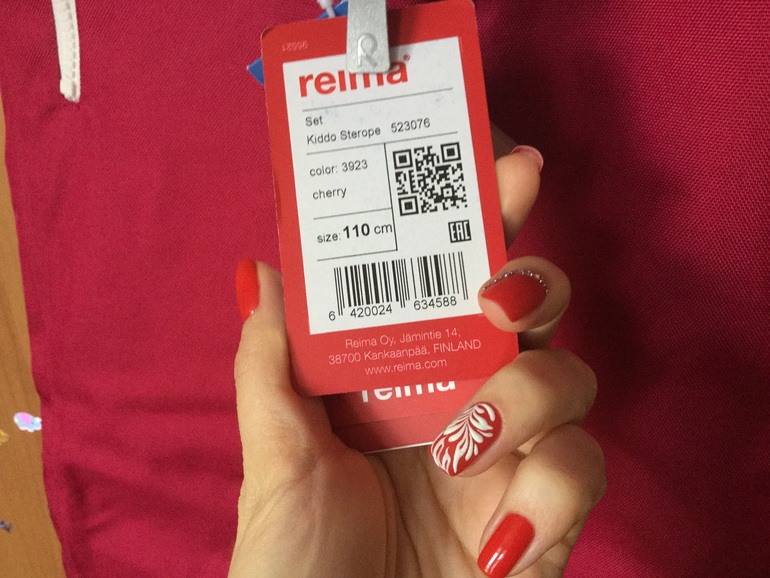 95521
reima®
Set
Kiddo Sterope 523076
color: 3923
cherry
size: 110 cm
EAC
6 420024 634588
Reima Oy, Jämintie 14,
38700 Kankaanpää, FINLAND
www.reima.com
reima